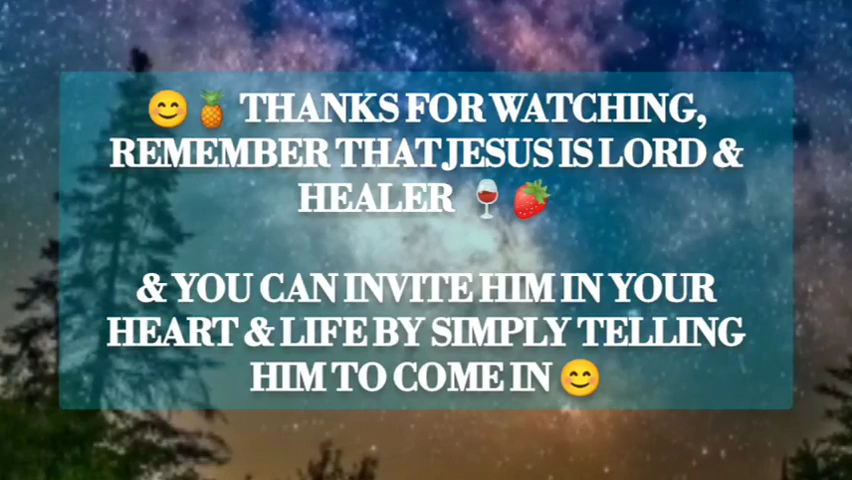 😊🍍 THANKS FOR WATCHING,
REMEMBER THAT JESUS IS LORD &
HEALER 🍷🍓
& YOU CAN INVITE HIM IN YOUR
HEART & LIFE BY SIMPLY TELLING
HIM TO COME IN 😊